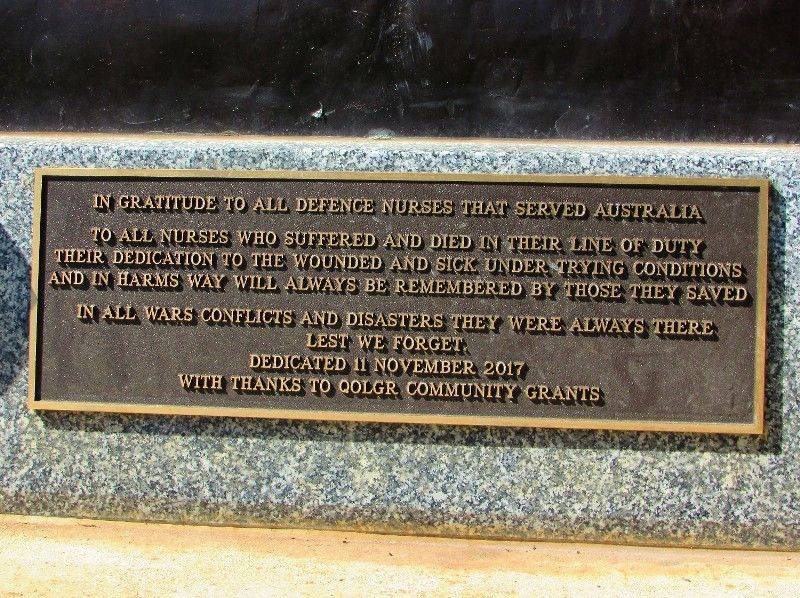 IN GRATITUDE TO ALL DEFENCE NURSES THAT SERVED AUSTRALIA
TO ALL NURSES WHO SUFFERED AND DIED IN THEIR LINE OF DUTY
THEIR DEDICATION TO THE WOUNDED AND SICK UNDER TRYING CONDITIONS
AND IN HARMS WAY WILL ALWAYS BE REMEMBERED BY THOSE THEY SAVED
IN ALL WARS CONFLICTS AND DISASTERS THEY WERE ALWAYS THERE
LEST WE FORGET.
DEDICATED 11 NOVEMBER 2017
WITH THANKS TO QOLGR COMMUNITY GRANTS